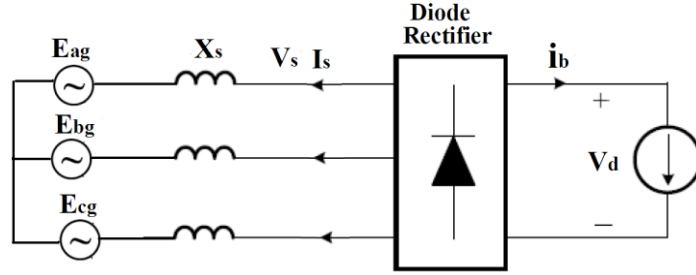 Diode
Rectifier
Eag
Xs
Vs Is
ib
+
Ebg
Vd
Ecg
−